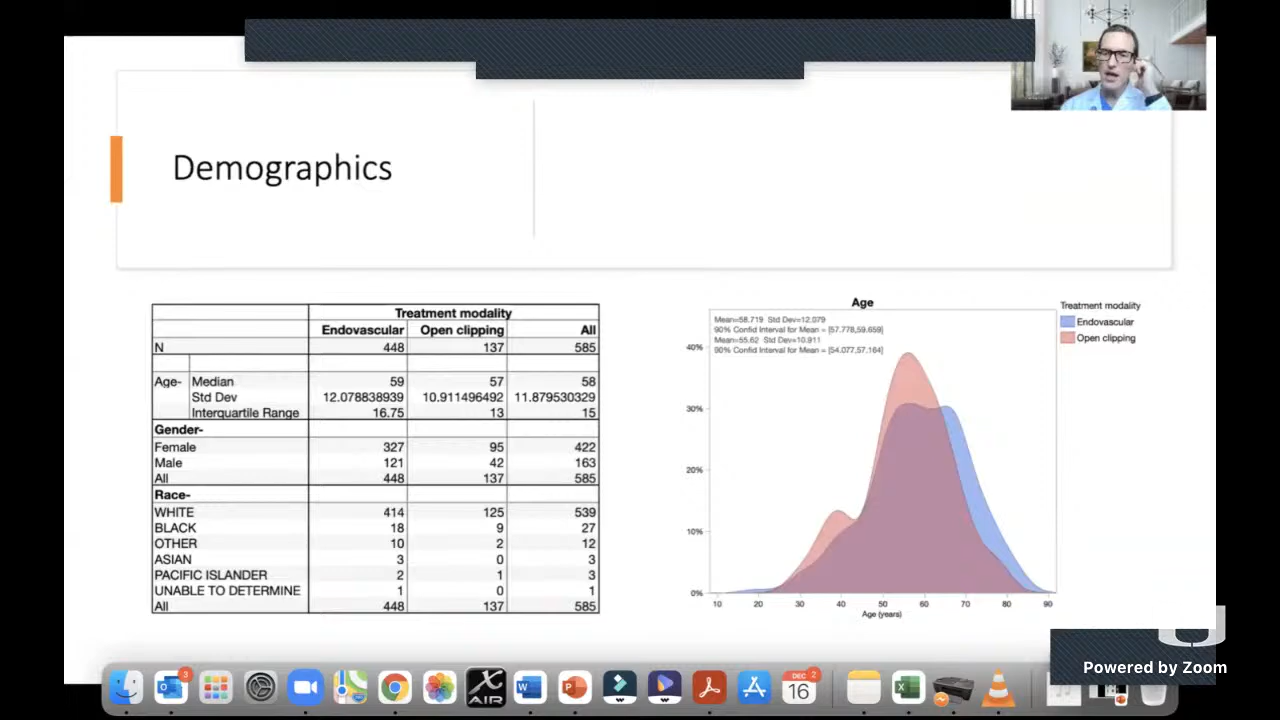 Demographics
Treatment modality
Endovascular Open clipping All
N 448 137 585
Age- Median 59 57 58
Std Dev 12.078838939 10.911496492 11.879530329
Interquartile Range 16.75 13 15
Gender-
Female 327 95 422
Male 121 42 163
All 448 137 585
Race-
WHITE 414 125 539
BLACK 18 9 27
OTHER 10 2 12
ASIAN 3 0 3
PACIFIC ISLANDER 2 1 3
UNABLE TO DETERMINE 1 0 1
All 448 137 585
Age
Mean=58.719 Std Dev=12.079
90% Confid Interval for Mean = [57.778,59.659]
Mean=55.62 Std Dev=10.911
90% Confid Interval for Mean = [54.077,57.164]
40%
30%
20%
10%
0%
10 20 30 40 50 60 70 80 90
Age (years)
Treatment modality
Endovascular
Open clipping
Powered by Zoom
3
X AIR
W
P
DEC 2
16
X